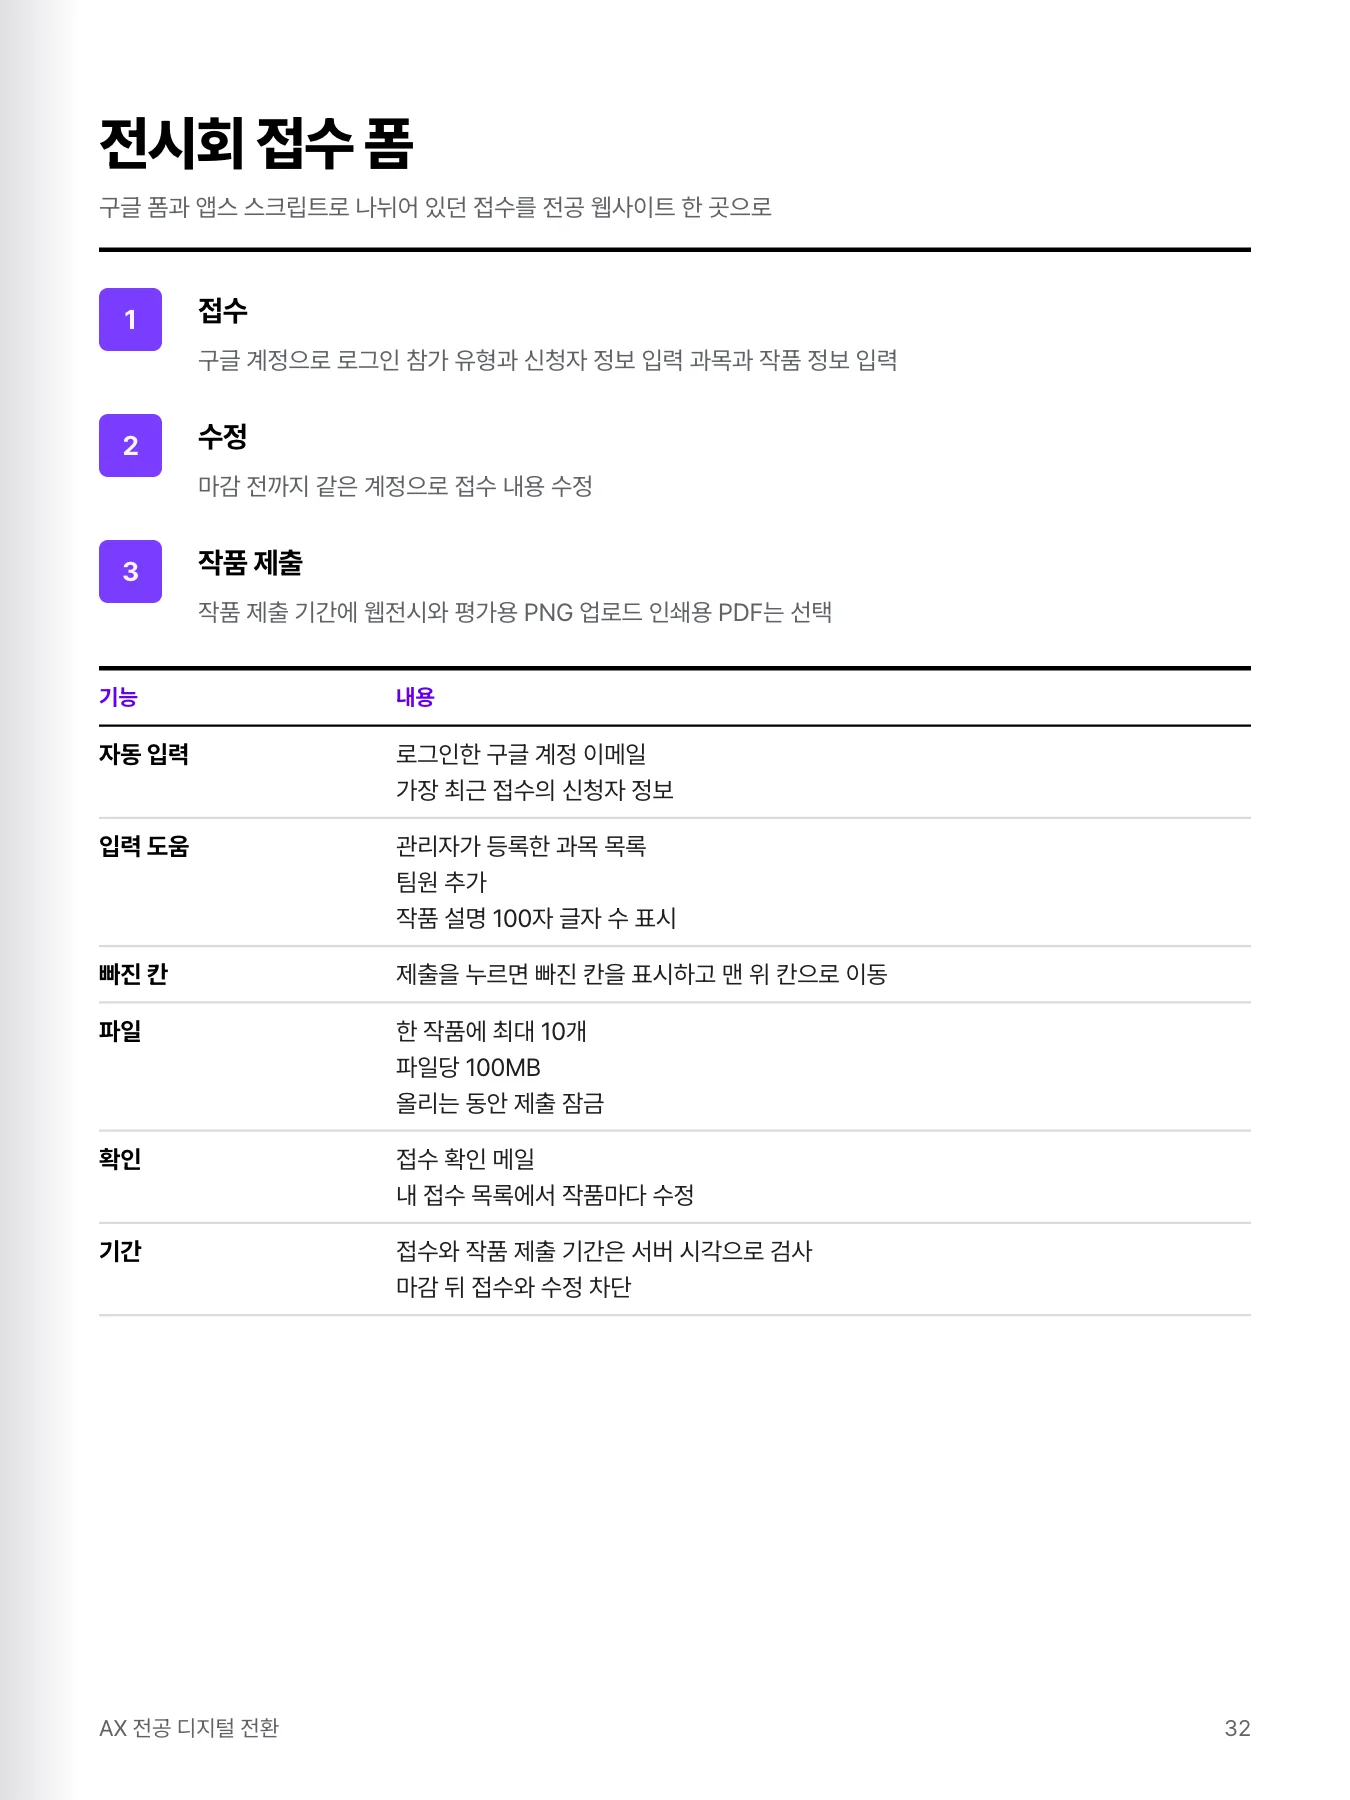 전시회 접수 폼
구글 폼과 앱스 스크립트로 나뉘어 있던 접수를 전공 웹사이트 한 곳으로
1
접수
구글 계정으로 로그인 참가 유형과 신청자 정보 입력 과목과 작품 정보 입력
2
수정
마감 전까지 같은 계정으로 접수 내용 수정
3
작품 제출
작품 제출 기간에 웹전시와 평가용 PNG 업로드 인쇄용 PDF는 선택
기능 내용
자동 입력 로그인한 구글 계정 이메일
가장 최근 접수의 신청자 정보
입력 도움 관리자가 등록한 과목 목록
팀원 추가
작품 설명 100자 글자 수 표시
빠진 칸 제출을 누르면 빠진 칸을 표시하고 맨 위 칸으로 이동
파일 한 작품에 최대 10개
파일당 100MB
올리는 동안 제출 잠금
확인 접수 확인 메일
내 접수 목록에서 작품마다 수정
기간 접수와 작품 제출 기간은 서버 시각으로 검사
마감 뒤 접수와 수정 차단
AX 전공 디지털 전환 32